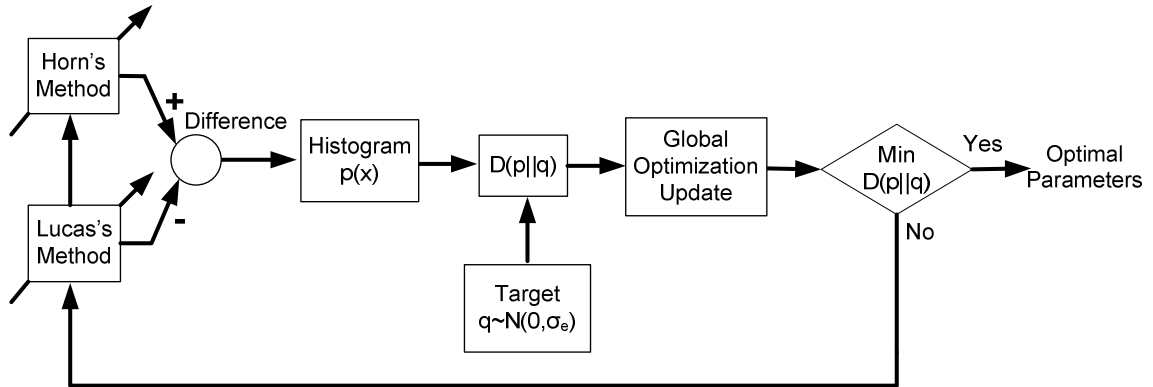 Horn's
Method
+
Difference
-
Lucas's
Method
Histogram
p(x)
D(p||q)
Target
q~N(0,σₑ)
Global
Optimization
Update
Min
D(p||q)
Yes
No
Optimal
Parameters